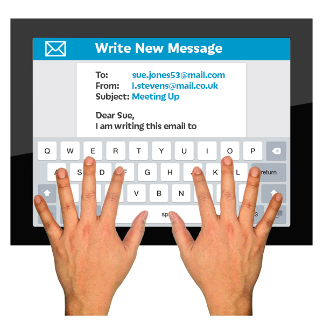 Write New Message
To: sue.jones53@mail.com
From: l.stevens@mail.co.uk
Subject: Meeting Up
Dear Sue,
I am writing this email to
Q W E R T Y U I O P
A S G H K L return
V B N